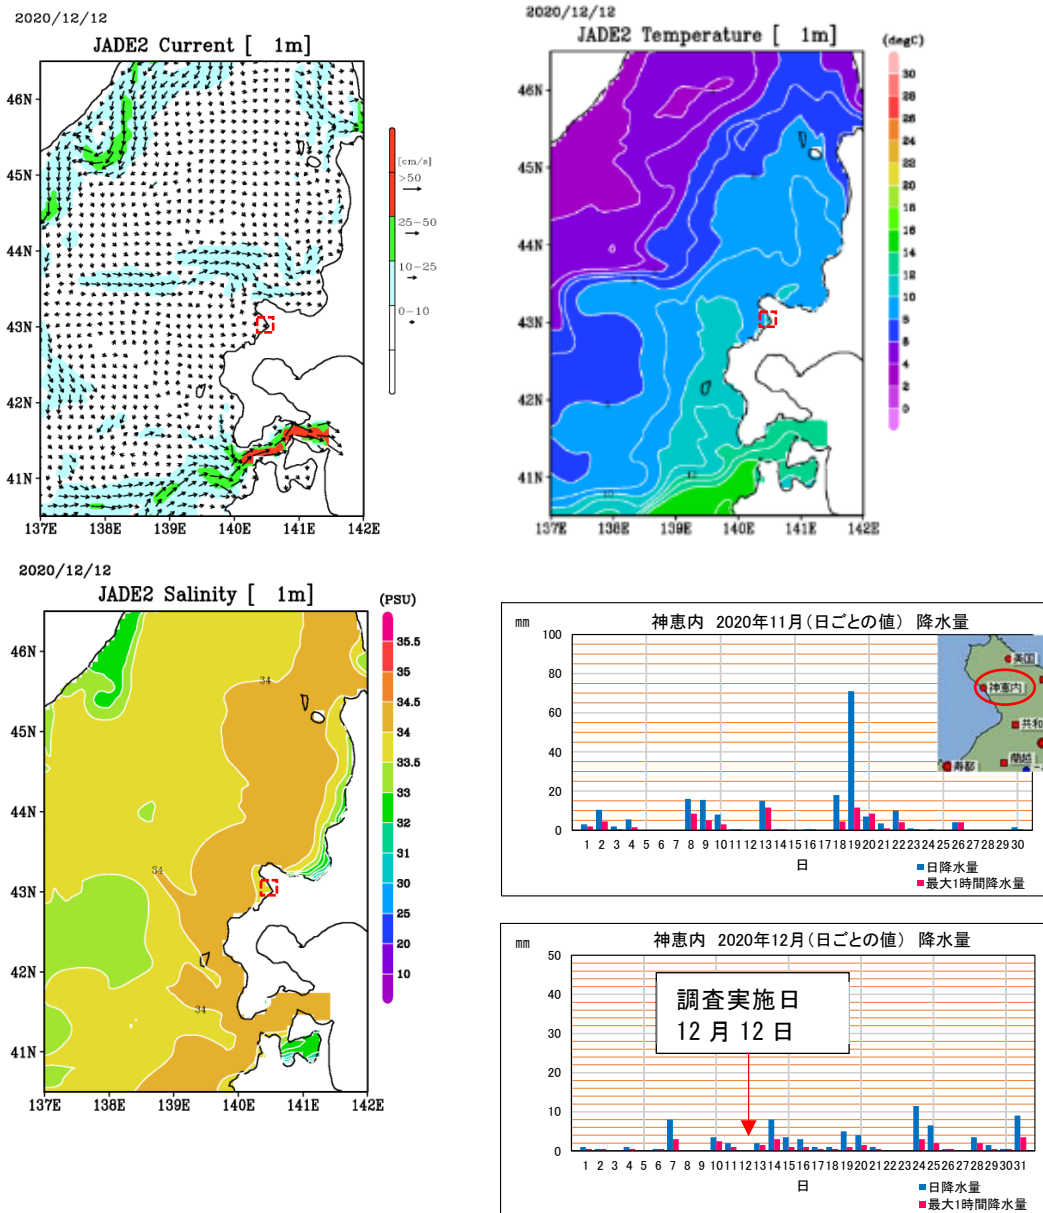 2020/12/12
JADE2 Current [ 1m]
46N
45N
44N
43N
42N
41N
137E 138E 139E 140E 141E 142E
[cm/s]
>50
25-50
10-25
0-10
2020/12/12
JADE2 Temperature [ 1m]
(degC)
46N
45N
44N
43N
42N
41N
137E 138E 139E 140E 141E 142E
30
28
26
24
22
20
18
16
14
12
10
8
6
4
2
0
12
10
2020/12/12
JADE2 Salinity [ 1m]
(PSU)
46N
45N
44N
43N
42N
41N
137E 138E 139E 140E 141E 142E
34
34
34
35.5
35
34.5
34
33.5
33
32
31
30
25
20
10
神恵内 2020年11月(日ごとの値) 降水量
mm
100
80
60
40
20
0
1 2 3 4 5 6 7 8 9 10 11 12 13 14 15 16 17 18 19 20 21 22 23 24 25 26 27 28 29 30
日
日降水量
最大1時間降水量
美国
神恵内
共和
蘭越
寿都
神恵内 2020年12月(日ごとの値) 降水量
mm
50
40
30
20
10
0
調査実施日
12月12日
1 2 3 4 5 6 7 8 9 10 11 12 13 14 15 16 17 18 19 20 21 22 23 24 25 26 27 28 29 30 31
日
日降水量
最大1時間降水量